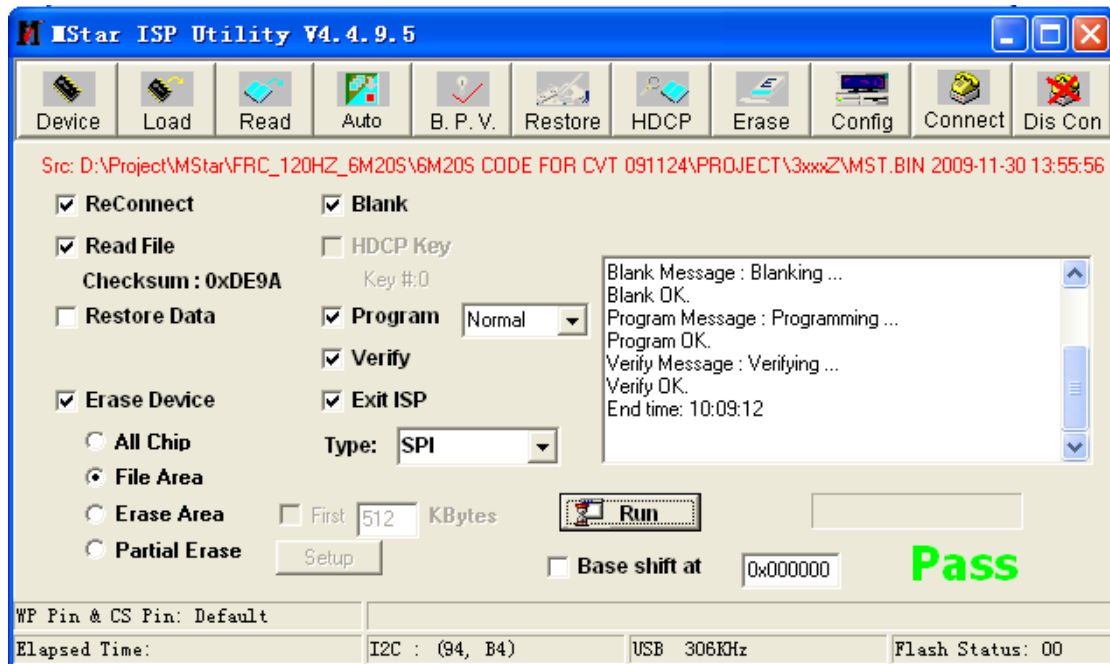 MStar ISP Utility V4.4.9.5
Device Load Read Auto B. P. V. Restore HDCP Erase Config Connect Dis Con
Src: D:\Project\MStar\FRC_120HZ_6M20S\6M20S CODE FOR CVT 091124\PROJECT\3xxxZ\MST.BIN 2009-11-30 13:55:56
ReConnect
Blank
Read File
HDCP Key
Checksum : 0xDE9A
Key #:0
Restore Data
Program Normal
Verify
Erase Device
Exit ISP
All Chip
Type: SPI
File Area
Erase Area
First 512 KBytes
Partial Erase
Setup
Blank Message : Blanking ...
Blank OK.
Program Message : Programming ...
Program OK.
Verify Message : Verifying ...
Verify OK.
End time: 10:09:12
Run
Base shift at 0x000000
Pass
WP Pin & CS Pin: Default
Elapsed Time: I2C : (94, B4) USB 306KHz Flash Status: 00